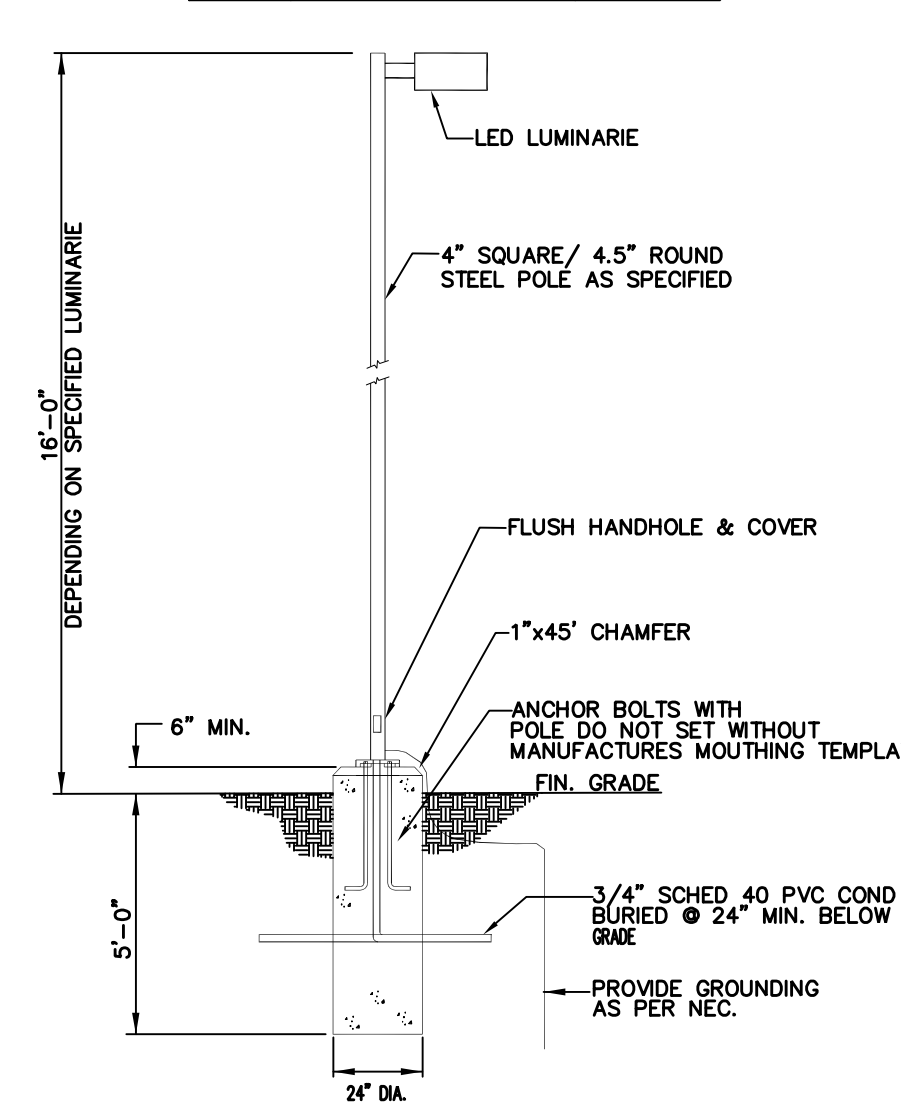 LED LUMINARIE
4" SQUARE/ 4.5" ROUND
STEEL POLE AS SPECIFIED
16'-0"
DEPENDING ON SPECIFIED LUMINARIE
FLUSH HANDHOLE & COVER
1"x45' CHAMFER
6" MIN.
ANCHOR BOLTS WITH
POLE DO NOT SET WITHOUT
MANUFACTURES MOUTHING TEMPLA
FIN. GRADE
5'-0"
3/4" SCHED 40 PVC COND
BURIED @ 24" MIN. BELOW
GRADE
PROVIDE GROUNDING
AS PER NEC.
24" DIA.